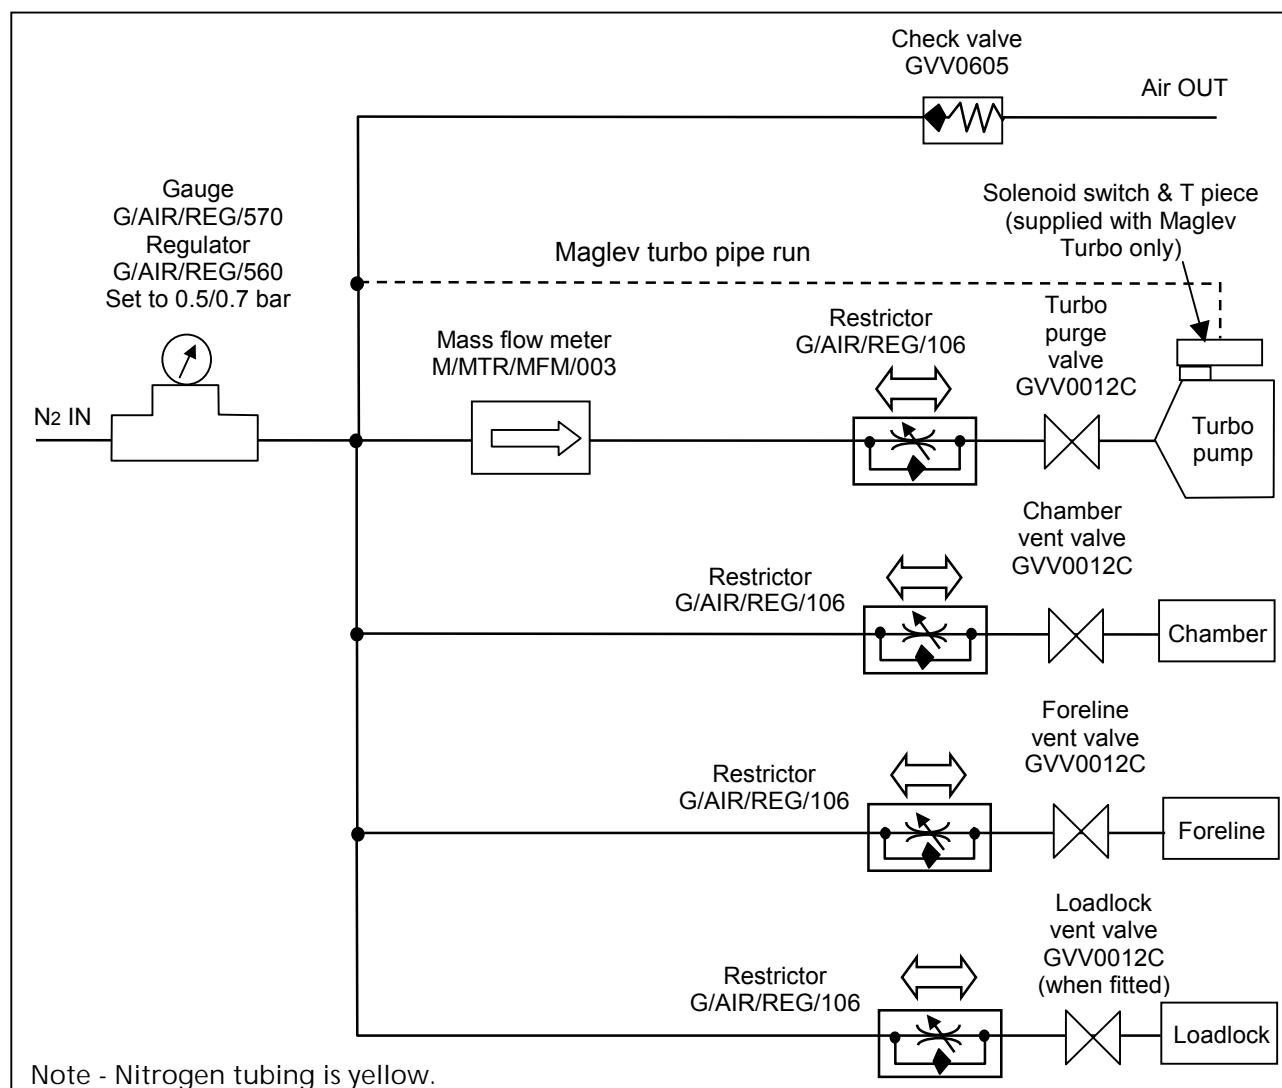 Check valve
GVV0605
Air OUT
Gauge
G/AIR/REG/570
Regulator
G/AIR/REG/560
Set to 0.5/0.7 bar
Solenoid switch & T piece
(supplied with Maglev
Turbo only)
Maglev turbo pipe run
Mass flow meter
M/MTR/MFM/003
Restrictor
G/AIR/REG/106
Turbo
purge
valve
GVV0012C
N2 IN
Turbo
pump
Chamber
vent valve
GVV0012C
Restrictor
G/AIR/REG/106
Chamber
Foreline
vent valve
GVV0012C
Restrictor
G/AIR/REG/106
Foreline
Loadlock
vent valve
GVV0012C
(when fitted)
Restrictor
G/AIR/REG/106
Loadlock
Note - Nitrogen tubing is yellow.